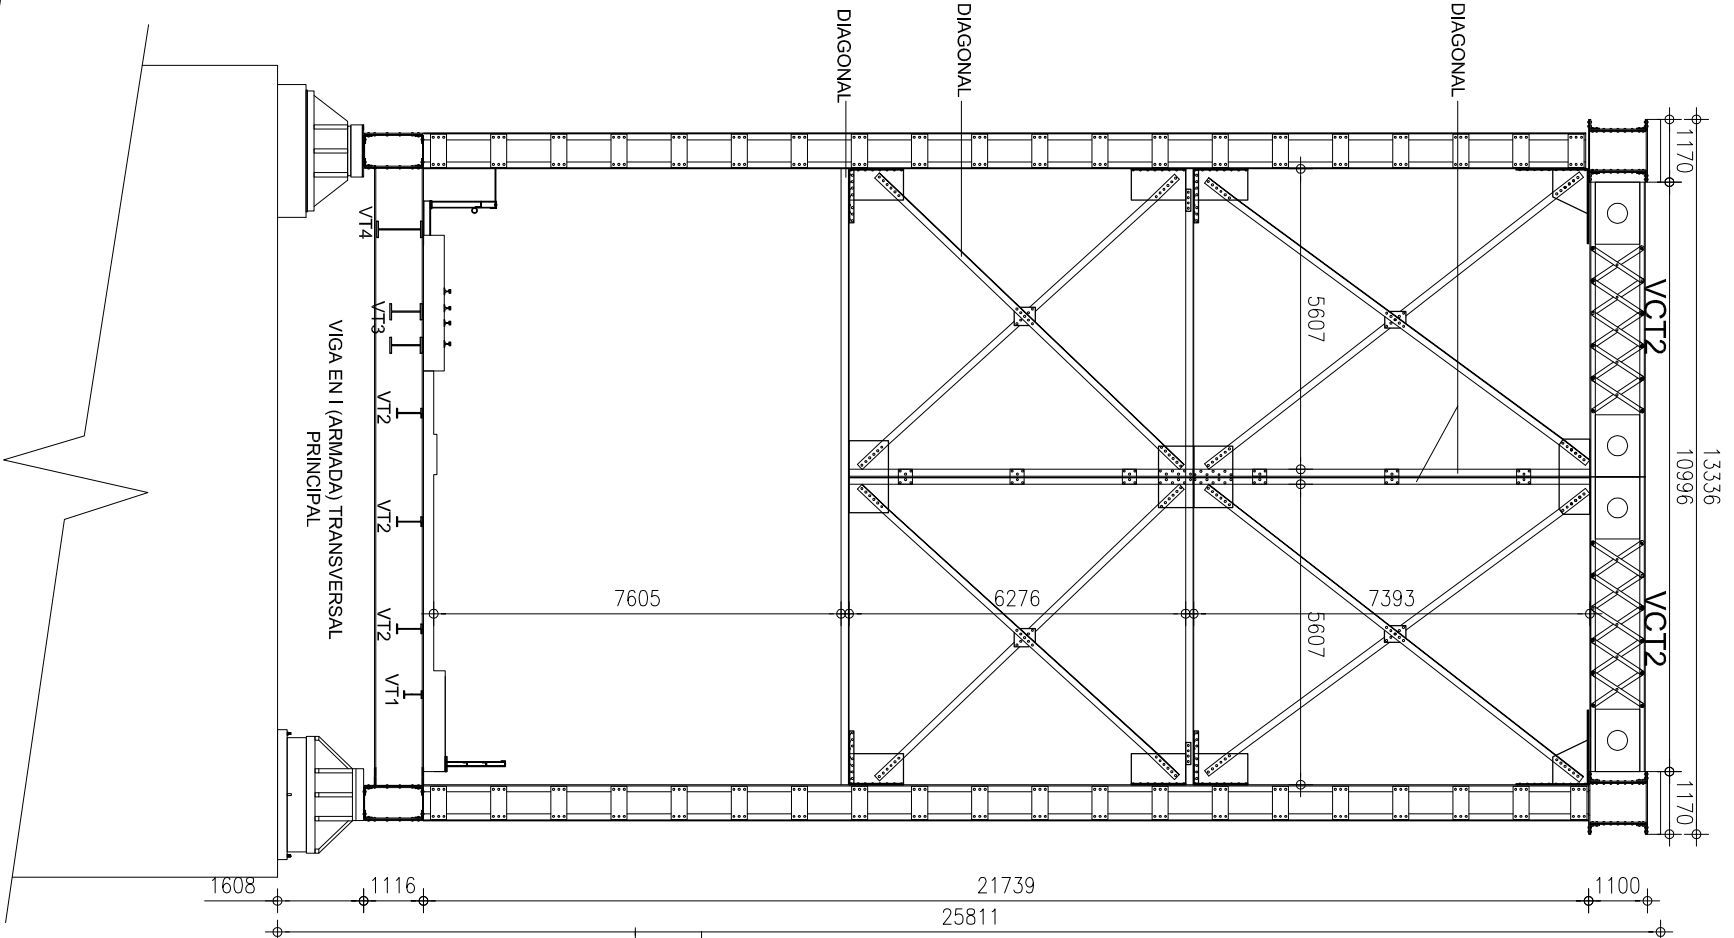 DIAGONAL
DIAGONAL
DIAGONAL
1170
10996
13336
1170
VCT2
VCT2
5607
5607
7605
6276
7393
VT4
VT3
VT2
VT2
VT2
VT1
VIGA EN I (ARMADA) TRANSVERSAL
PRINCIPAL
1608
1116
21739
1100
25811